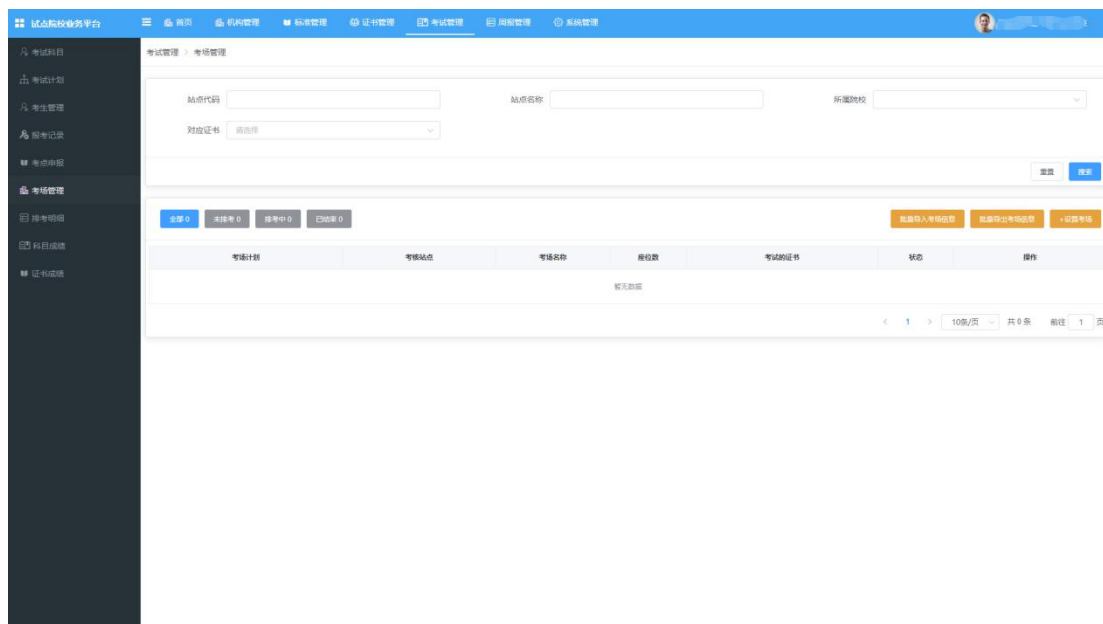 试点院校业务平台 首页 机构管理 标准管理 证书管理 考试管理 周报管理 系统管理
考试科目
考试计划
考生管理
报考记录
考点申报
考场管理
排考明细
科目成绩
证书成绩
考试管理 > 考场管理
站点代码 站点名称 所属院校
对应证书 请选择
重置 搜索
全部 0 未排考 0 排考中 0 已结束 0 批量导入考场信息 批量导出考场信息 +设置考场
考场计划 考核站点 考场名称 座位数 考试的证书 状态 操作
暂无数据
< 1 > 10条/页 共 0 条 前往 1 页